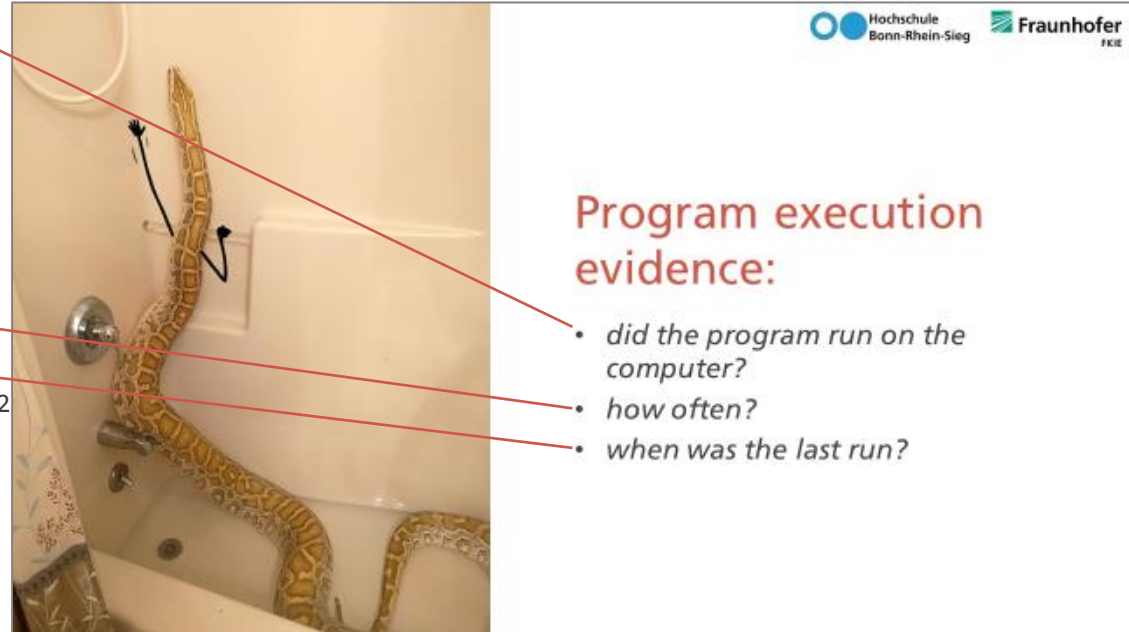 Hochschule
Bonn-Rhein-Sieg
Fraunhofer
FKIE
Program execution
evidence:
• did the program run on the
computer?
• how often?
2
• when was the last run?